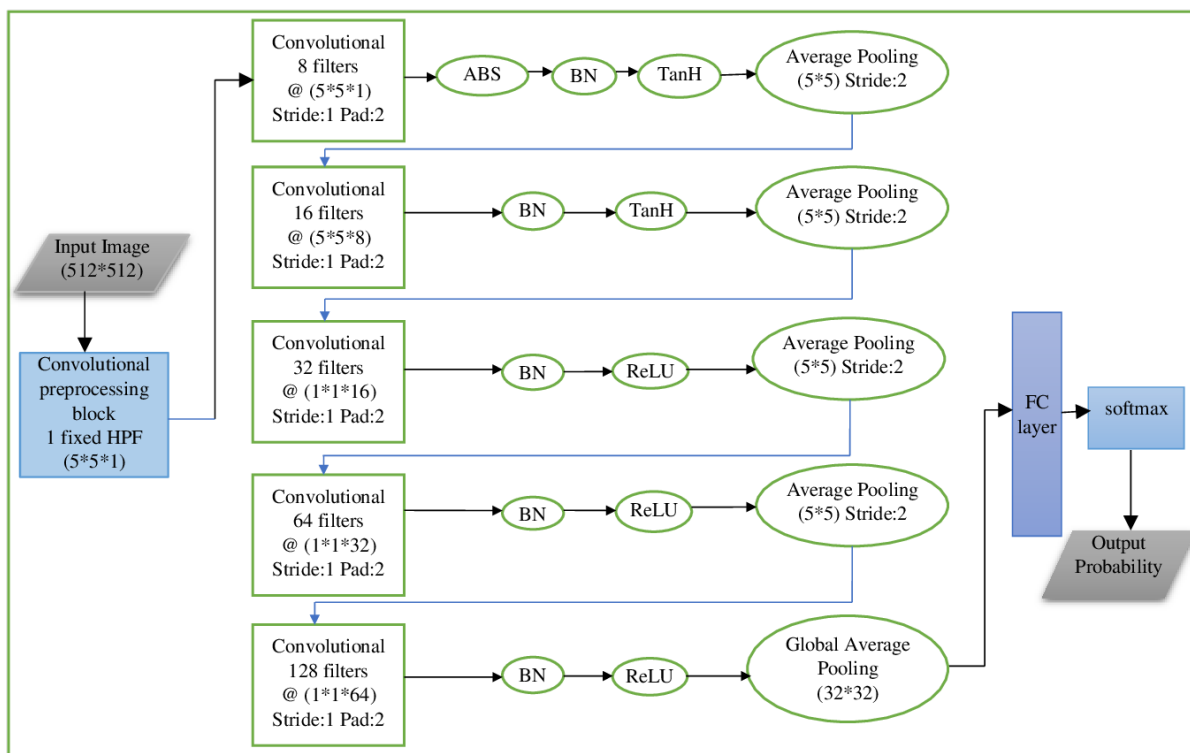 Input Image
(512*512)
Convolutional
preprocessing
block
1 fixed HPF
(5*5*1)
Convolutional
8 filters
@ (5*5*1)
Stride:1 Pad:2
ABS
BN
TanH
Average Pooling
(5*5) Stride:2
Convolutional
16 filters
@ (5*5*8)
Stride:1 Pad:2
BN
TanH
Average Pooling
(5*5) Stride:2
Convolutional
32 filters
@ (1*1*16)
Stride:1 Pad:2
BN
ReLU
Average Pooling
(5*5) Stride:2
Convolutional
64 filters
@ (1*1*32)
Stride:1 Pad:2
BN
ReLU
Average Pooling
(5*5) Stride:2
Convolutional
128 filters
@ (1*1*64)
Stride:1 Pad:2
BN
ReLU
Global Average
Pooling
(32*32)
FC
layer
softmax
Output
Probability